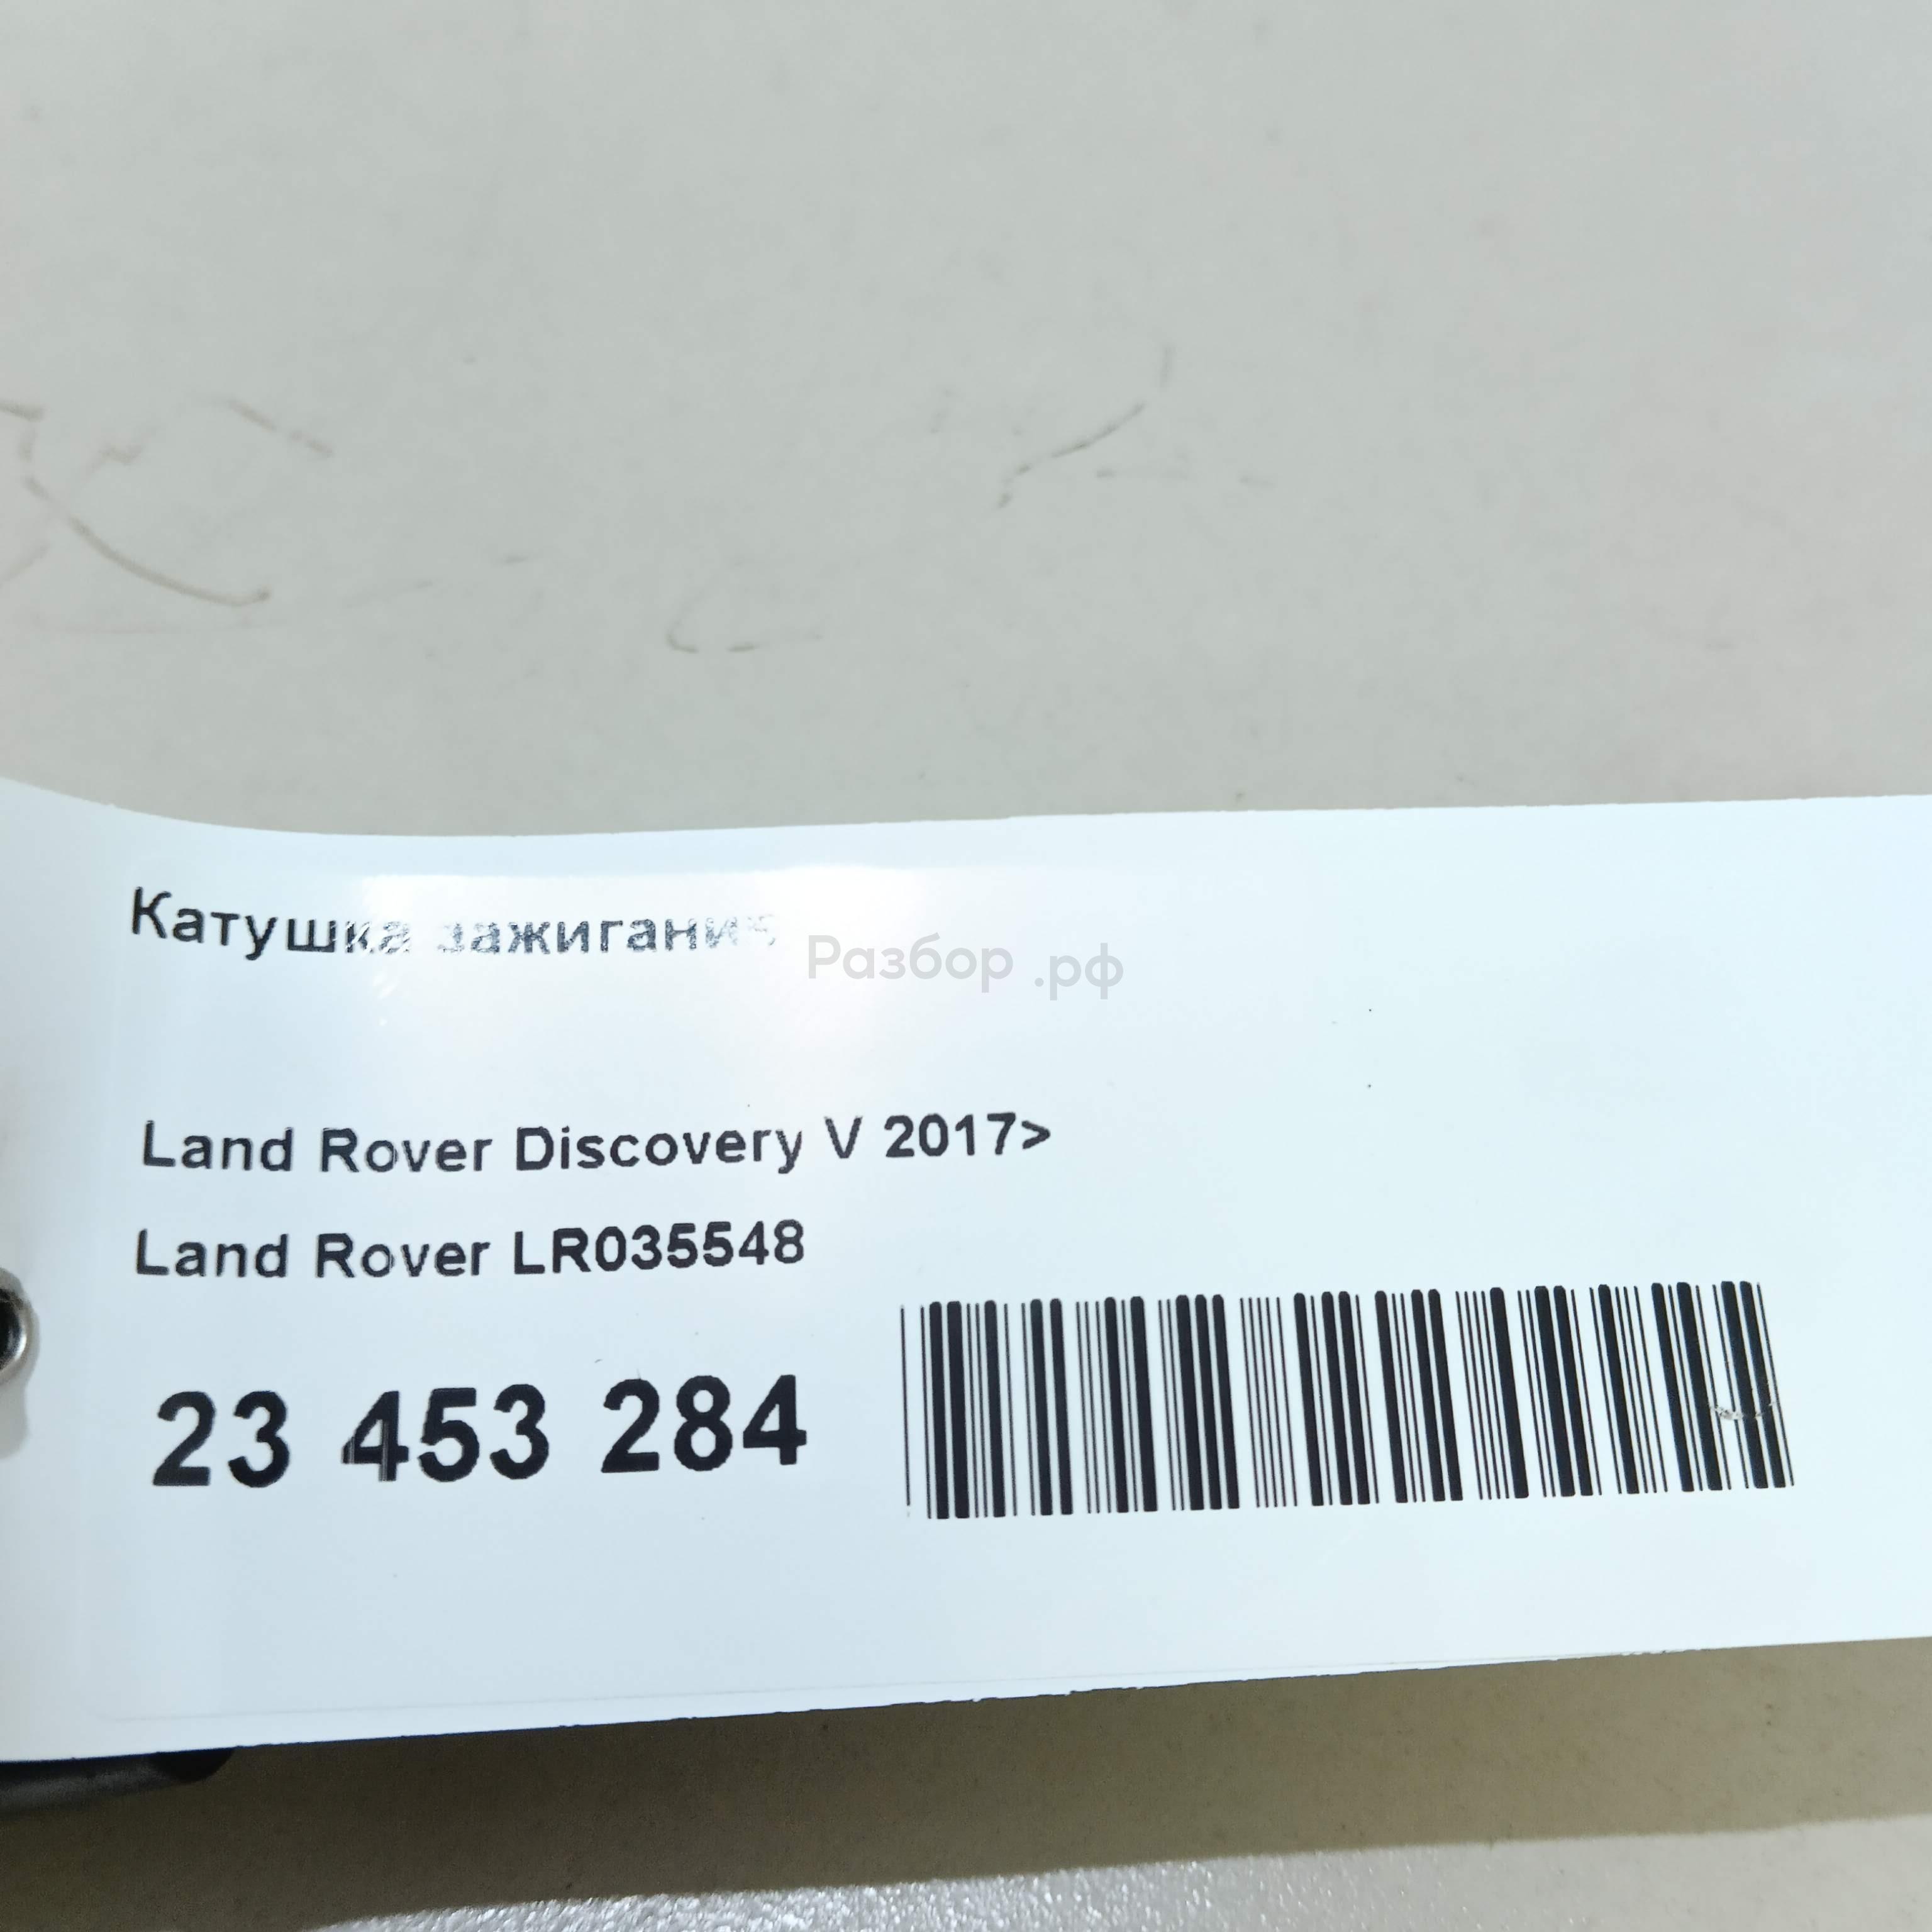 Катушка зажигания
Разбор .рф
Land Rover Discovery V 2017>
Land Rover LR035548
23 453 284